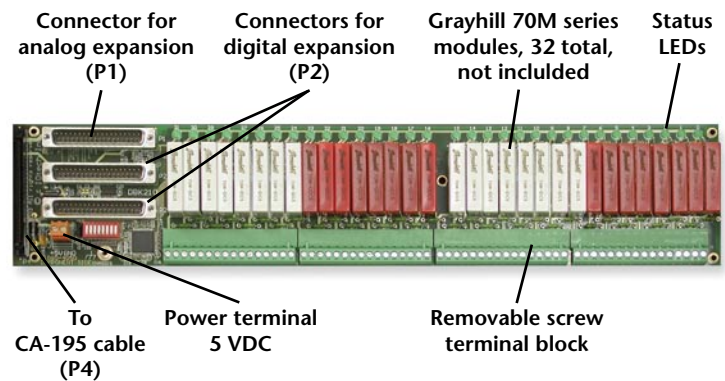 Connector for
analog expansion
(P1)
Connectors for
digital expansion
(P2)
Grayhill 70M series
modules, 32 total,
not inclulded
Status
LEDs
DBK210
To
CA-195 cable
(P4)
Power terminal
5 VDC
Removable screw
terminal block